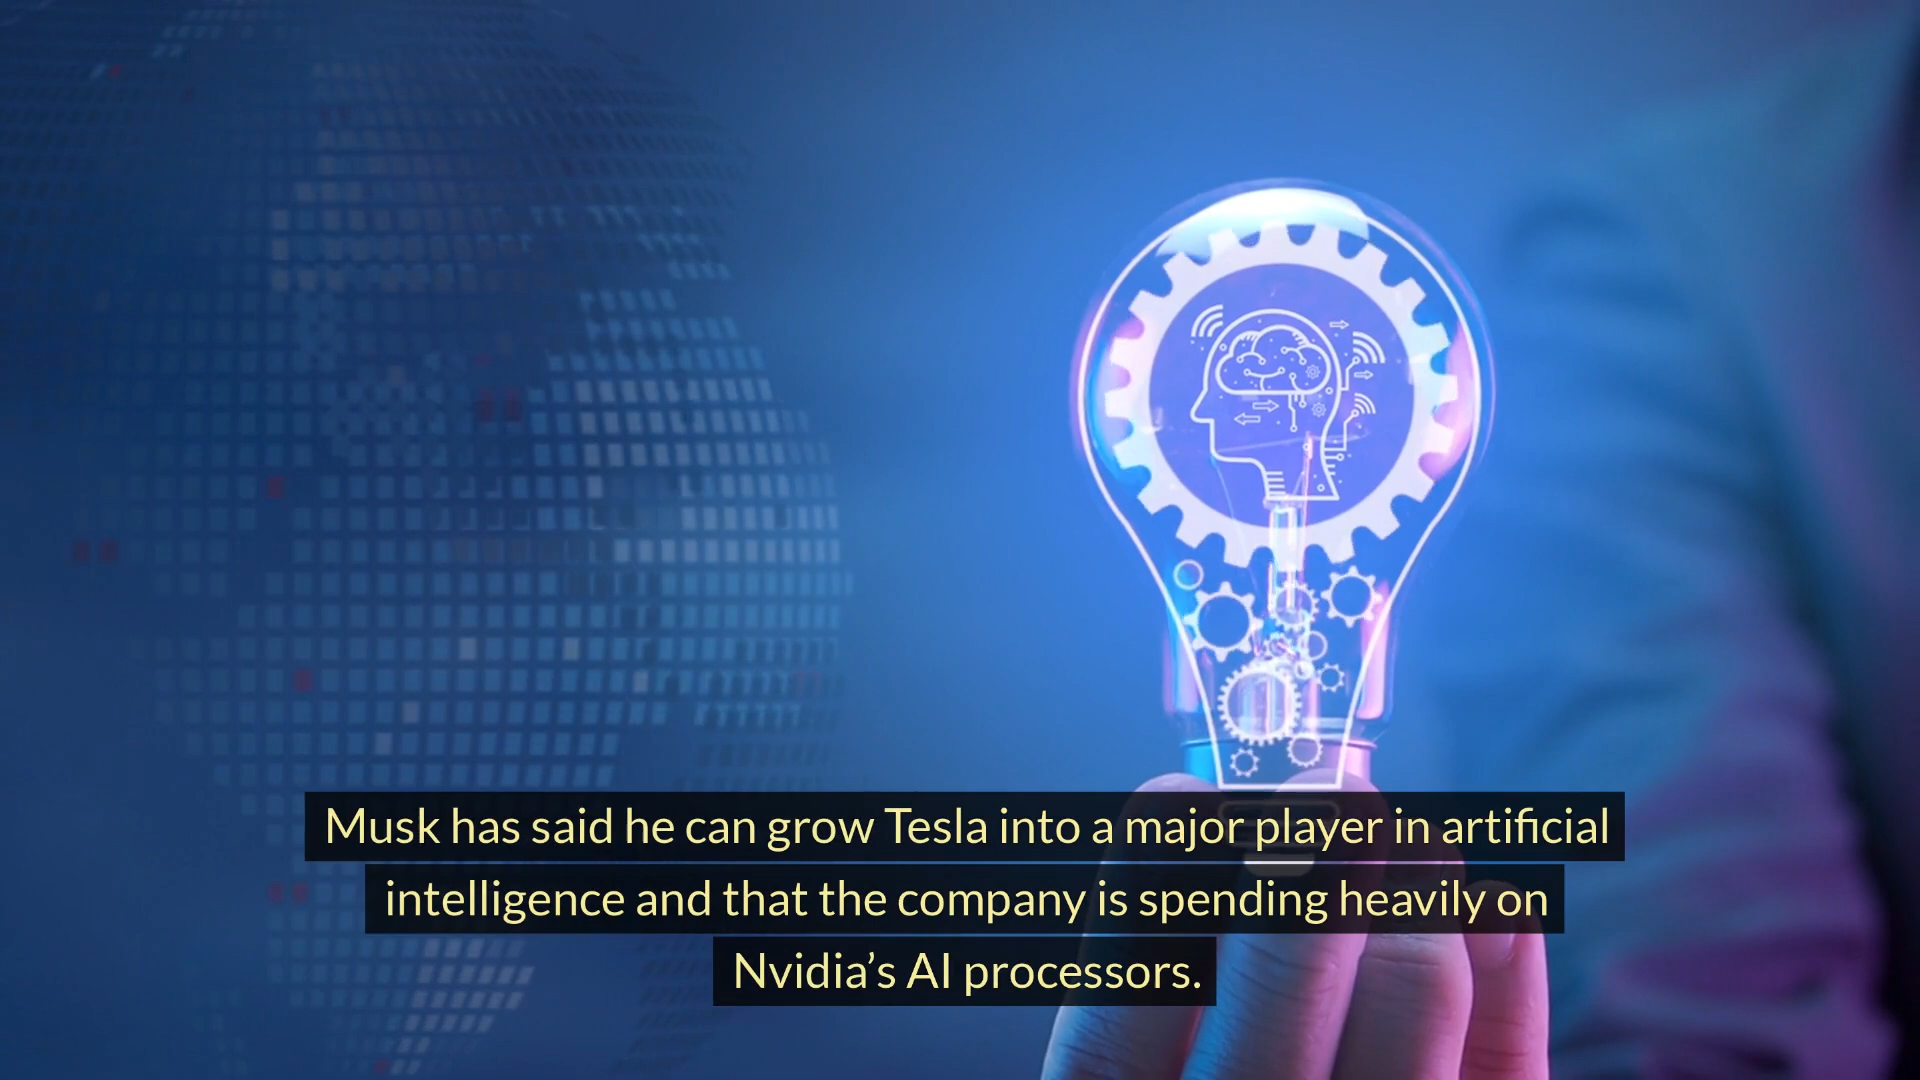 Musk has said he can grow Tesla into a major player in artificial
intelligence and that the company is spending heavily on
Nvidia’s AI processors.